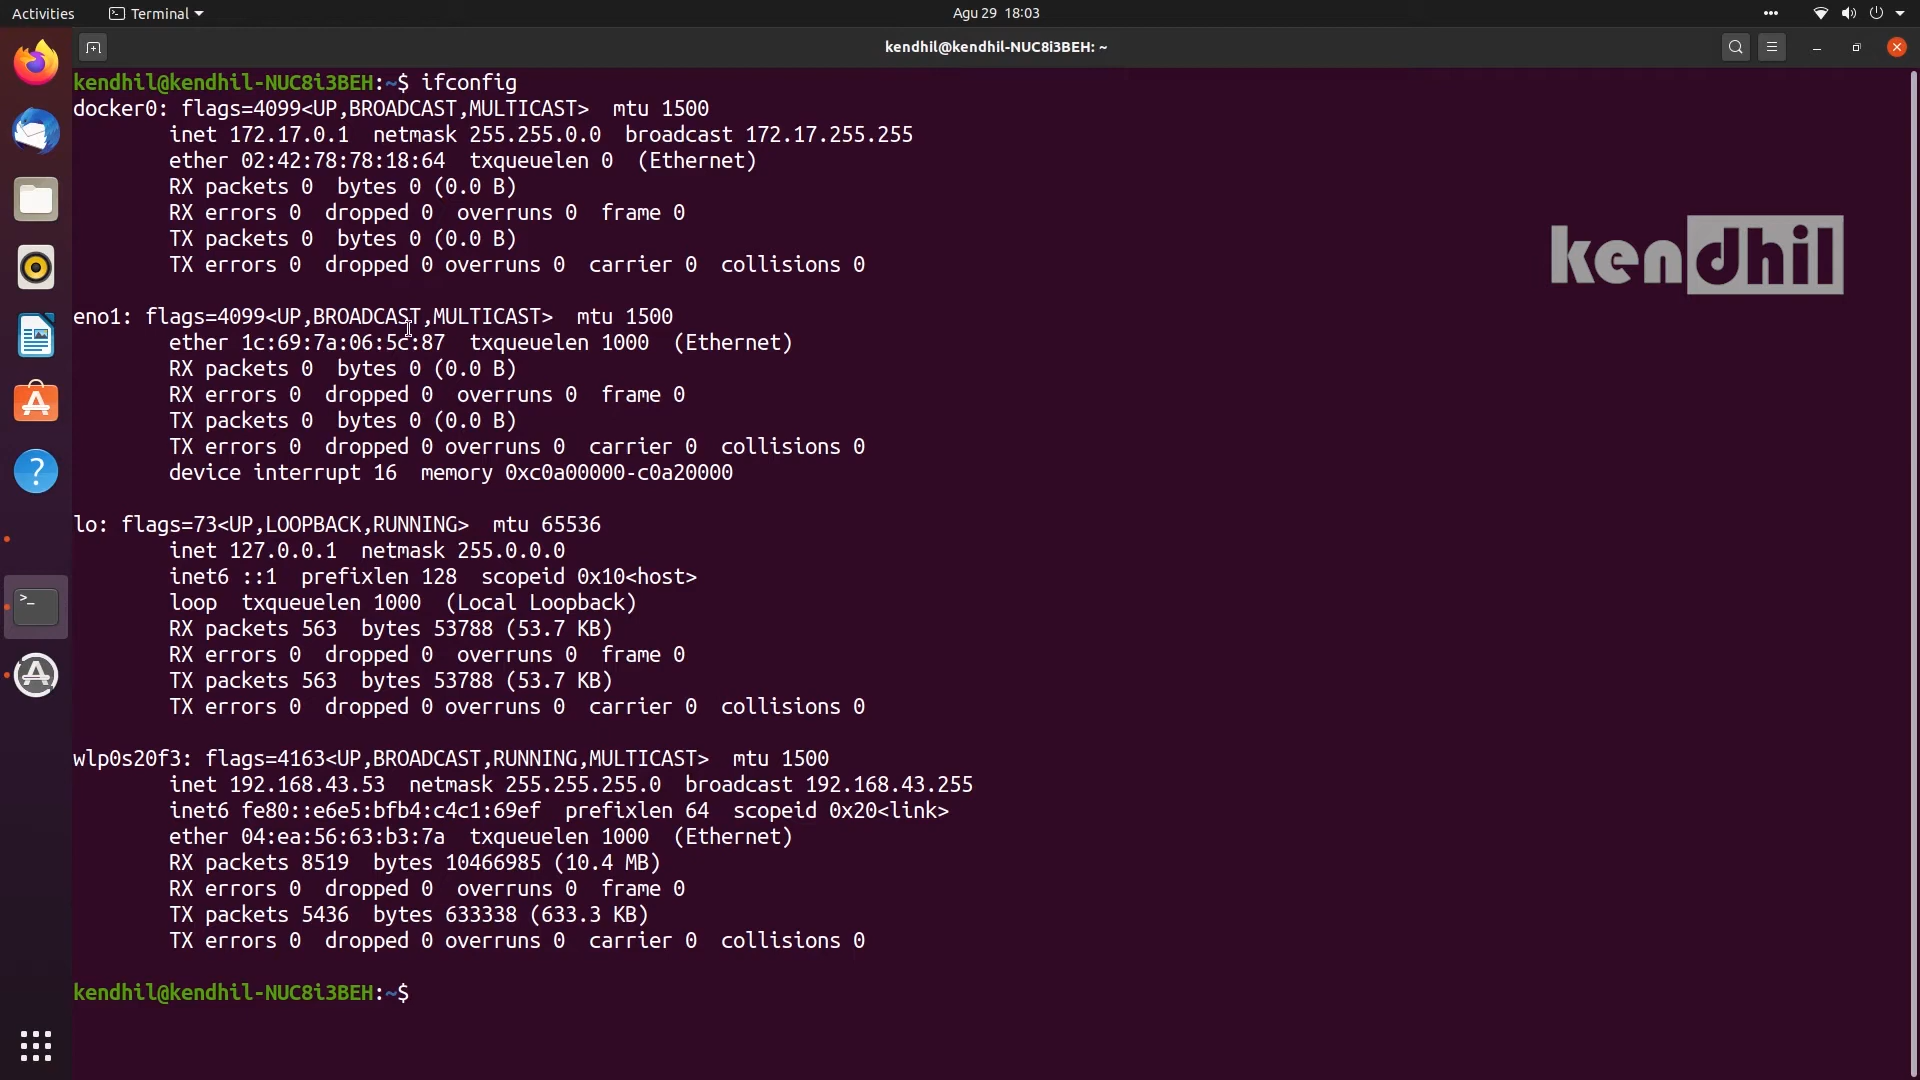 Activities Terminal Agu 29 18:03
kendhil@kendhil-NUC8i3BEH: ~
kendhil@kendhil-NUC8i3BEH:~$ ifconfig
docker0: flags=4099<UP,BROADCAST,MULTICAST>  mtu 1500
        inet 172.17.0.1  netmask 255.255.0.0  broadcast 172.17.255.255
        ether 02:42:78:78:18:64  txqueuelen 0  (Ethernet)
        RX packets 0  bytes 0 (0.0 B)
        RX errors 0  dropped 0  overruns 0  frame 0
        TX packets 0  bytes 0 (0.0 B)
        TX errors 0  dropped 0 overruns 0  carrier 0  collisions 0
kendhil
eno1: flags=4099<UP,BROADCAST,MULTICAST>  mtu 1500
        ether 1c:69:7a:06:5c:87  txqueuelen 1000  (Ethernet)
        RX packets 0  bytes 0 (0.0 B)
        RX errors 0  dropped 0  overruns 0  frame 0
        TX packets 0  bytes 0 (0.0 B)
        TX errors 0  dropped 0 overruns 0  carrier 0  collisions 0
        device interrupt 16  memory 0xc0a00000-c0a20000
lo: flags=73<UP,LOOPBACK,RUNNING>  mtu 65536
        inet 127.0.0.1  netmask 255.0.0.0
        inet6 ::1  prefixlen 128  scopeid 0x10<host>
        loop  txqueuelen 1000  (Local Loopback)
        RX packets 563  bytes 53788 (53.7 KB)
        RX errors 0  dropped 0  overruns 0  frame 0
        TX packets 563  bytes 53788 (53.7 KB)
        TX errors 0  dropped 0 overruns 0  carrier 0  collisions 0
wlp0s20f3: flags=4163<UP,BROADCAST,RUNNING,MULTICAST>  mtu 1500
        inet 192.168.43.53  netmask 255.255.255.0  broadcast 192.168.43.255
        inet6 fe80::e6e5:bfb4:c4c1:69ef  prefixlen 64  scopeid 0x20<link>
        ether 04:ea:56:63:b3:7a  txqueuelen 1000  (Ethernet)
        RX packets 8519  bytes 10466985 (10.4 MB)
        RX errors 0  dropped 0  overruns 0  frame 0
        TX packets 5436  bytes 633338 (633.3 KB)
        TX errors 0  dropped 0 overruns 0  carrier 0  collisions 0
kendhil@kendhil-NUC8i3BEH:~$